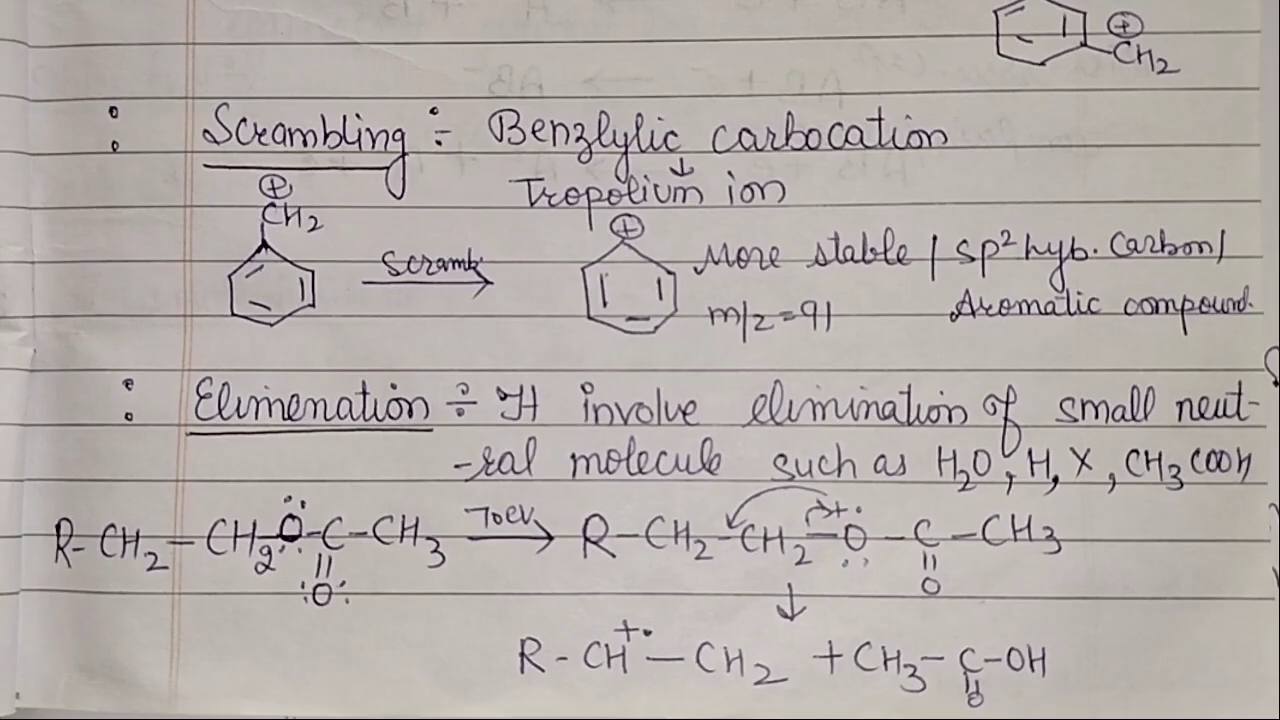 ⊕
CH2
: Scrambling ÷ Benzlylic carbocation
↓
Tropolium ion
⊕
CH2
Scramb.
⊕
More stable / sp² hyb. Carbon/
m/z = 91 Aromatic compound.
: Elimenation ÷ It involve elimination of small neut-
-ral molecule such as H2O, H, X, CH3COOH
R-CH2-CH2-O-C-CH3 70ev → R-CH2-CH2-O-C-CH3
O O
↓
R-CH+·-CH2 + CH3-C-OH
O